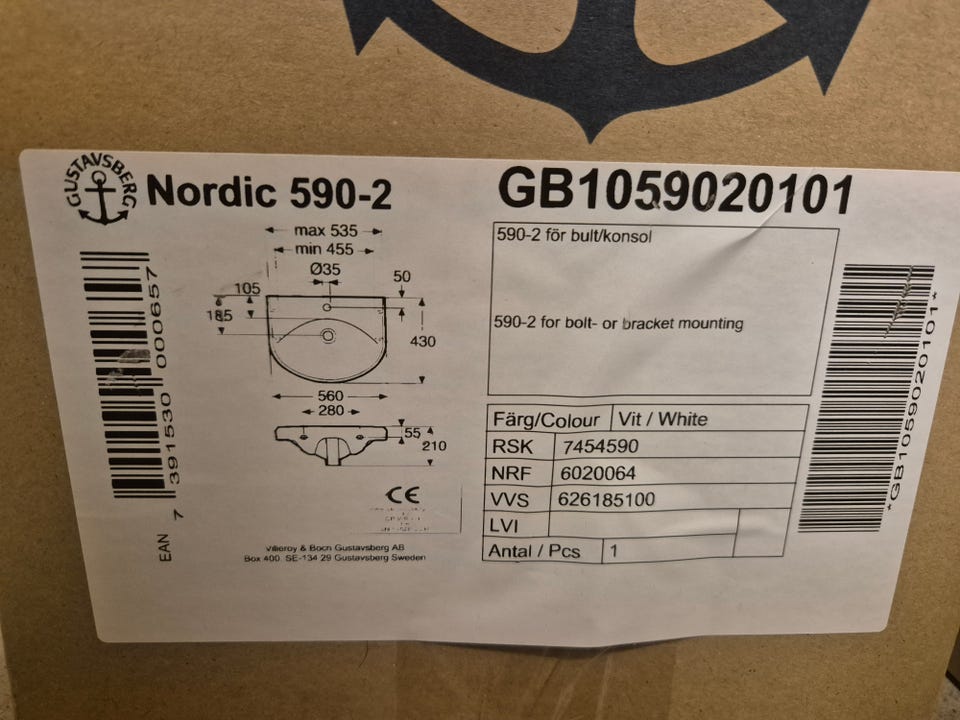 GUSTAVSBERG
Nordic 590-2
GB1059020101
max 535
min 455
Ø35
50
105
185
430
560
280
55
210
CE
Villeroy & Boch Gustavsberg AB
Box 400 SE-134 29 Gustavsberg Sweden
EAN 7 391530 000657
590-2 för bult/konsol
590-2 for bolt- or bracket mounting
Färg/Colour Vit / White
RSK 7454590
NRF 6020064
VVS 626185100
LVI
Antal / Pcs 1
*GB1059020101*